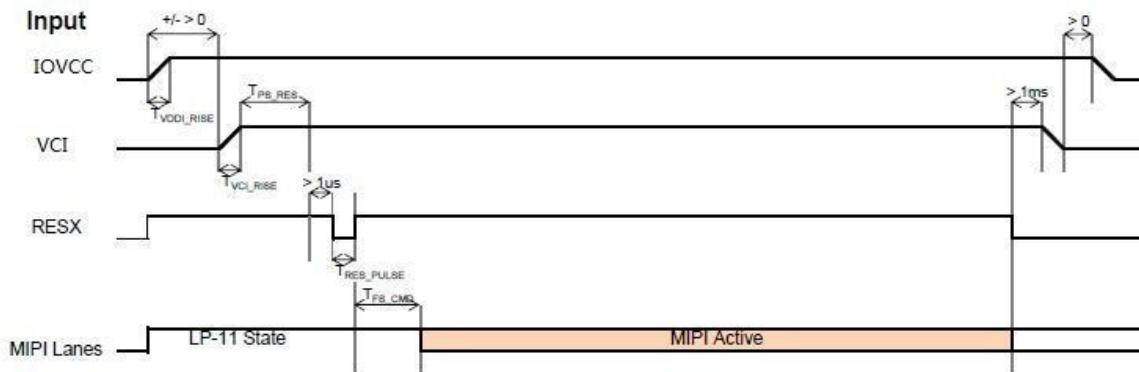 Input
+/- > 0
> 0
IOVCC
T_PS_RES
> 1ms
T_VDDI_RISE
VCI
T_VCI_RISE
> 1us
RESX
T_RES_PULSE
T_FS_CMD
MIPI Lanes
LP-11 State
MIPI Active